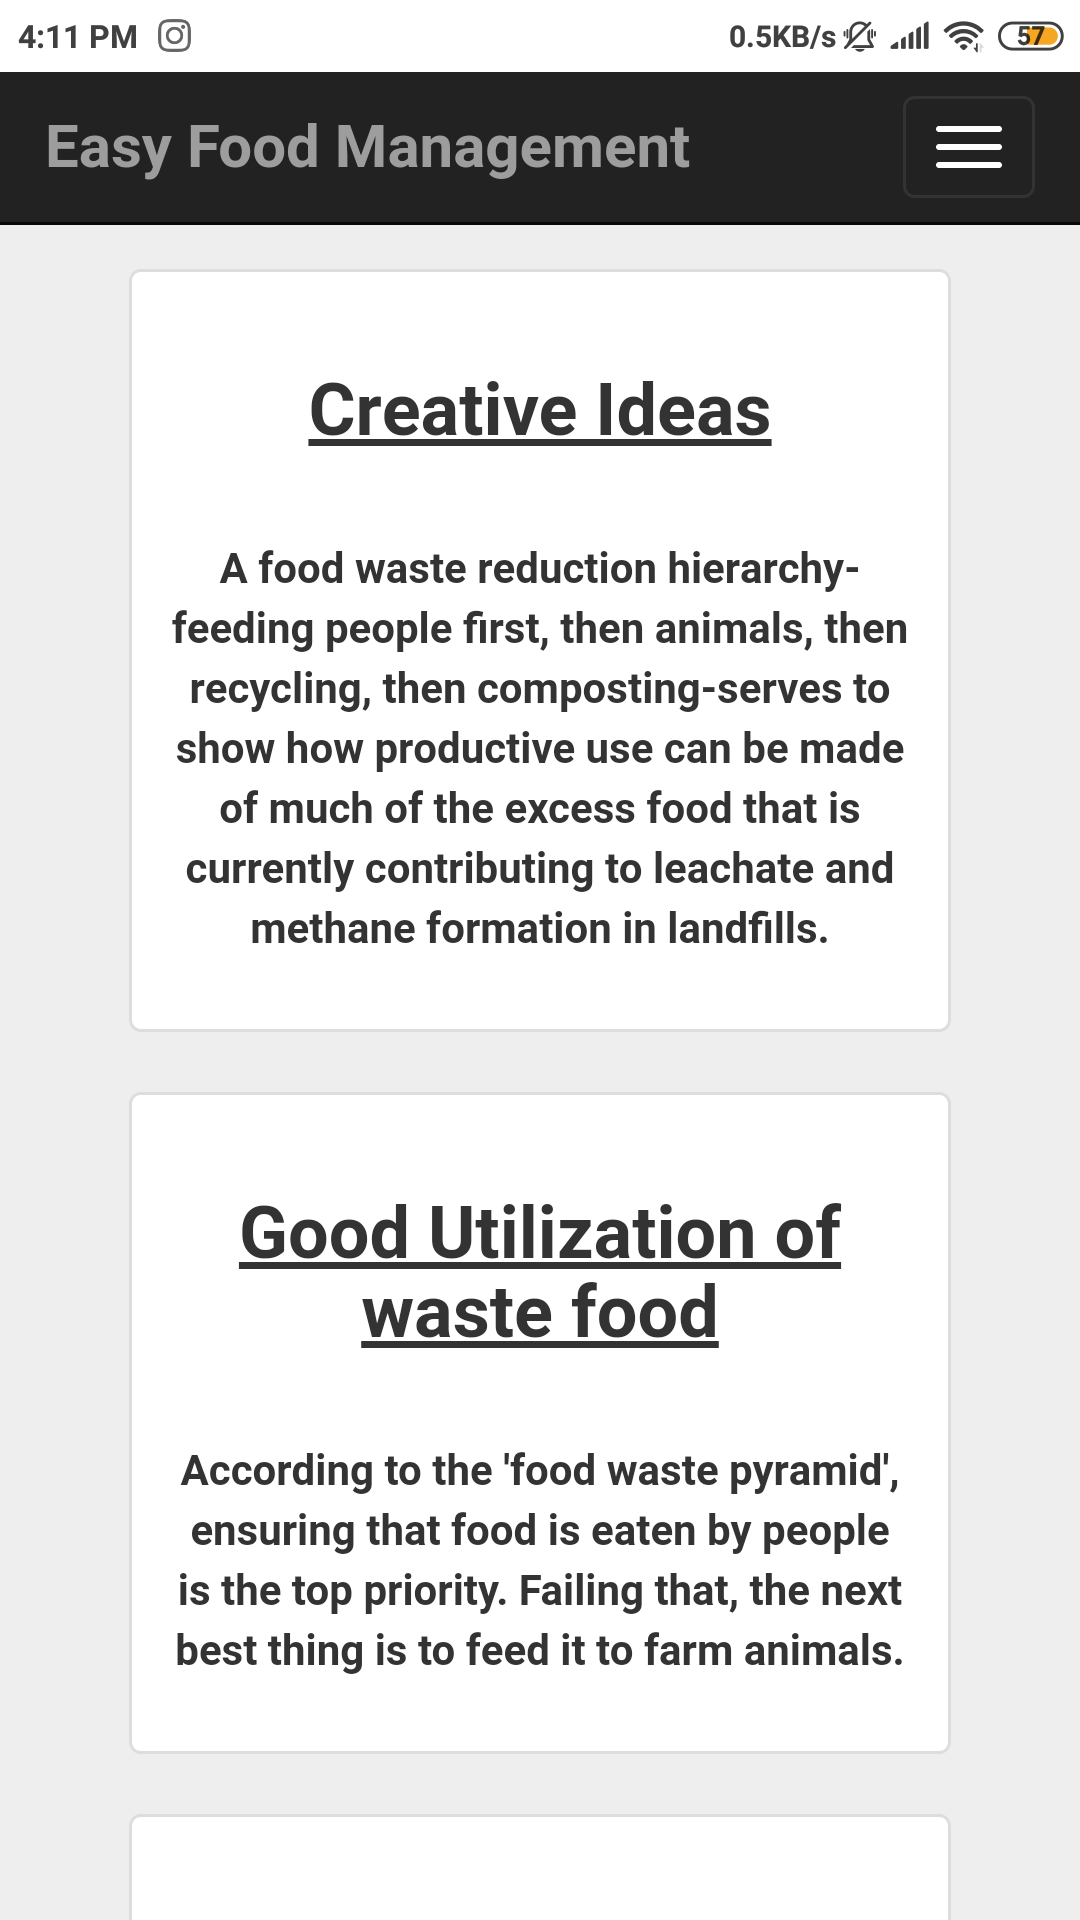 4:11 PM 0.5KB/s 57
Easy Food Management
Creative Ideas
A food waste reduction hierarchy-
feeding people first, then animals, then
recycling, then composting-serves to
show how productive use can be made
of much of the excess food that is
currently contributing to leachate and
methane formation in landfills.
Good Utilization of
waste food
According to the 'food waste pyramid',
ensuring that food is eaten by people
is the top priority. Failing that, the next
best thing is to feed it to farm animals.